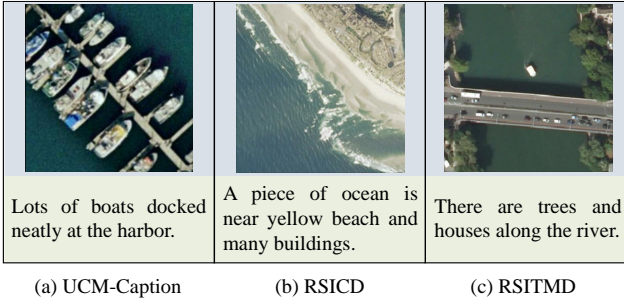 Lots of boats docked
neatly at the harbor.
A piece of ocean is
near yellow beach and
many buildings.
There are trees and
houses along the river.
(a) UCM-Caption
(b) RSICD
(c) RSITMD